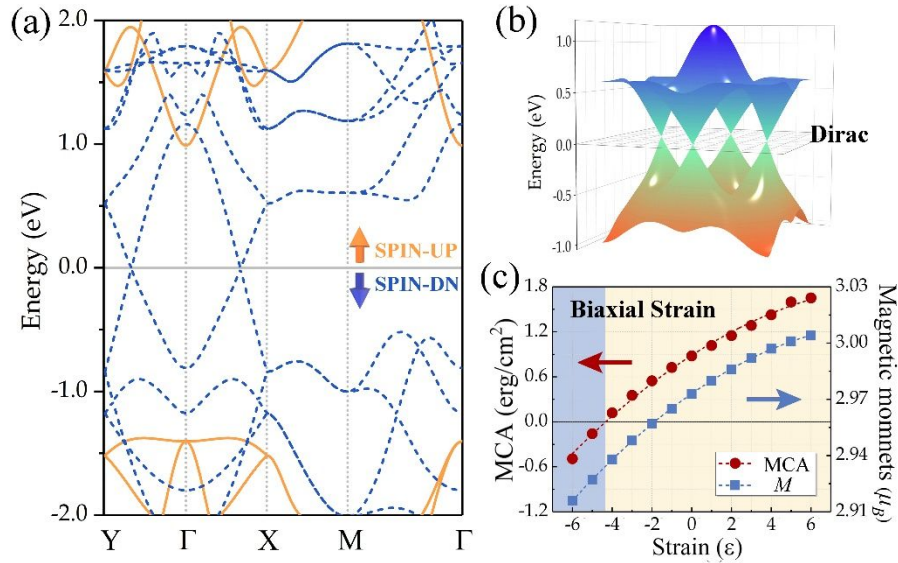 (a)
2.0
1.0
0.0
-1.0
-2.0
Energy (eV)
SPIN-UP
SPIN-DN
Y
Γ
X
M
Γ
(b)
1.0
0.5
0.0
-0.5
-1.0
Energy (eV)
Dirac
(c)
Biaxial Strain
1.8
1.2
0.6
0.0
-0.6
-1.2
MCA (erg/cm²)
3.03
3.00
2.97
2.94
2.91
Magnetic momnets (μB)
MCA
M
-6
-4
-2
0
2
4
6
Strain (ε)